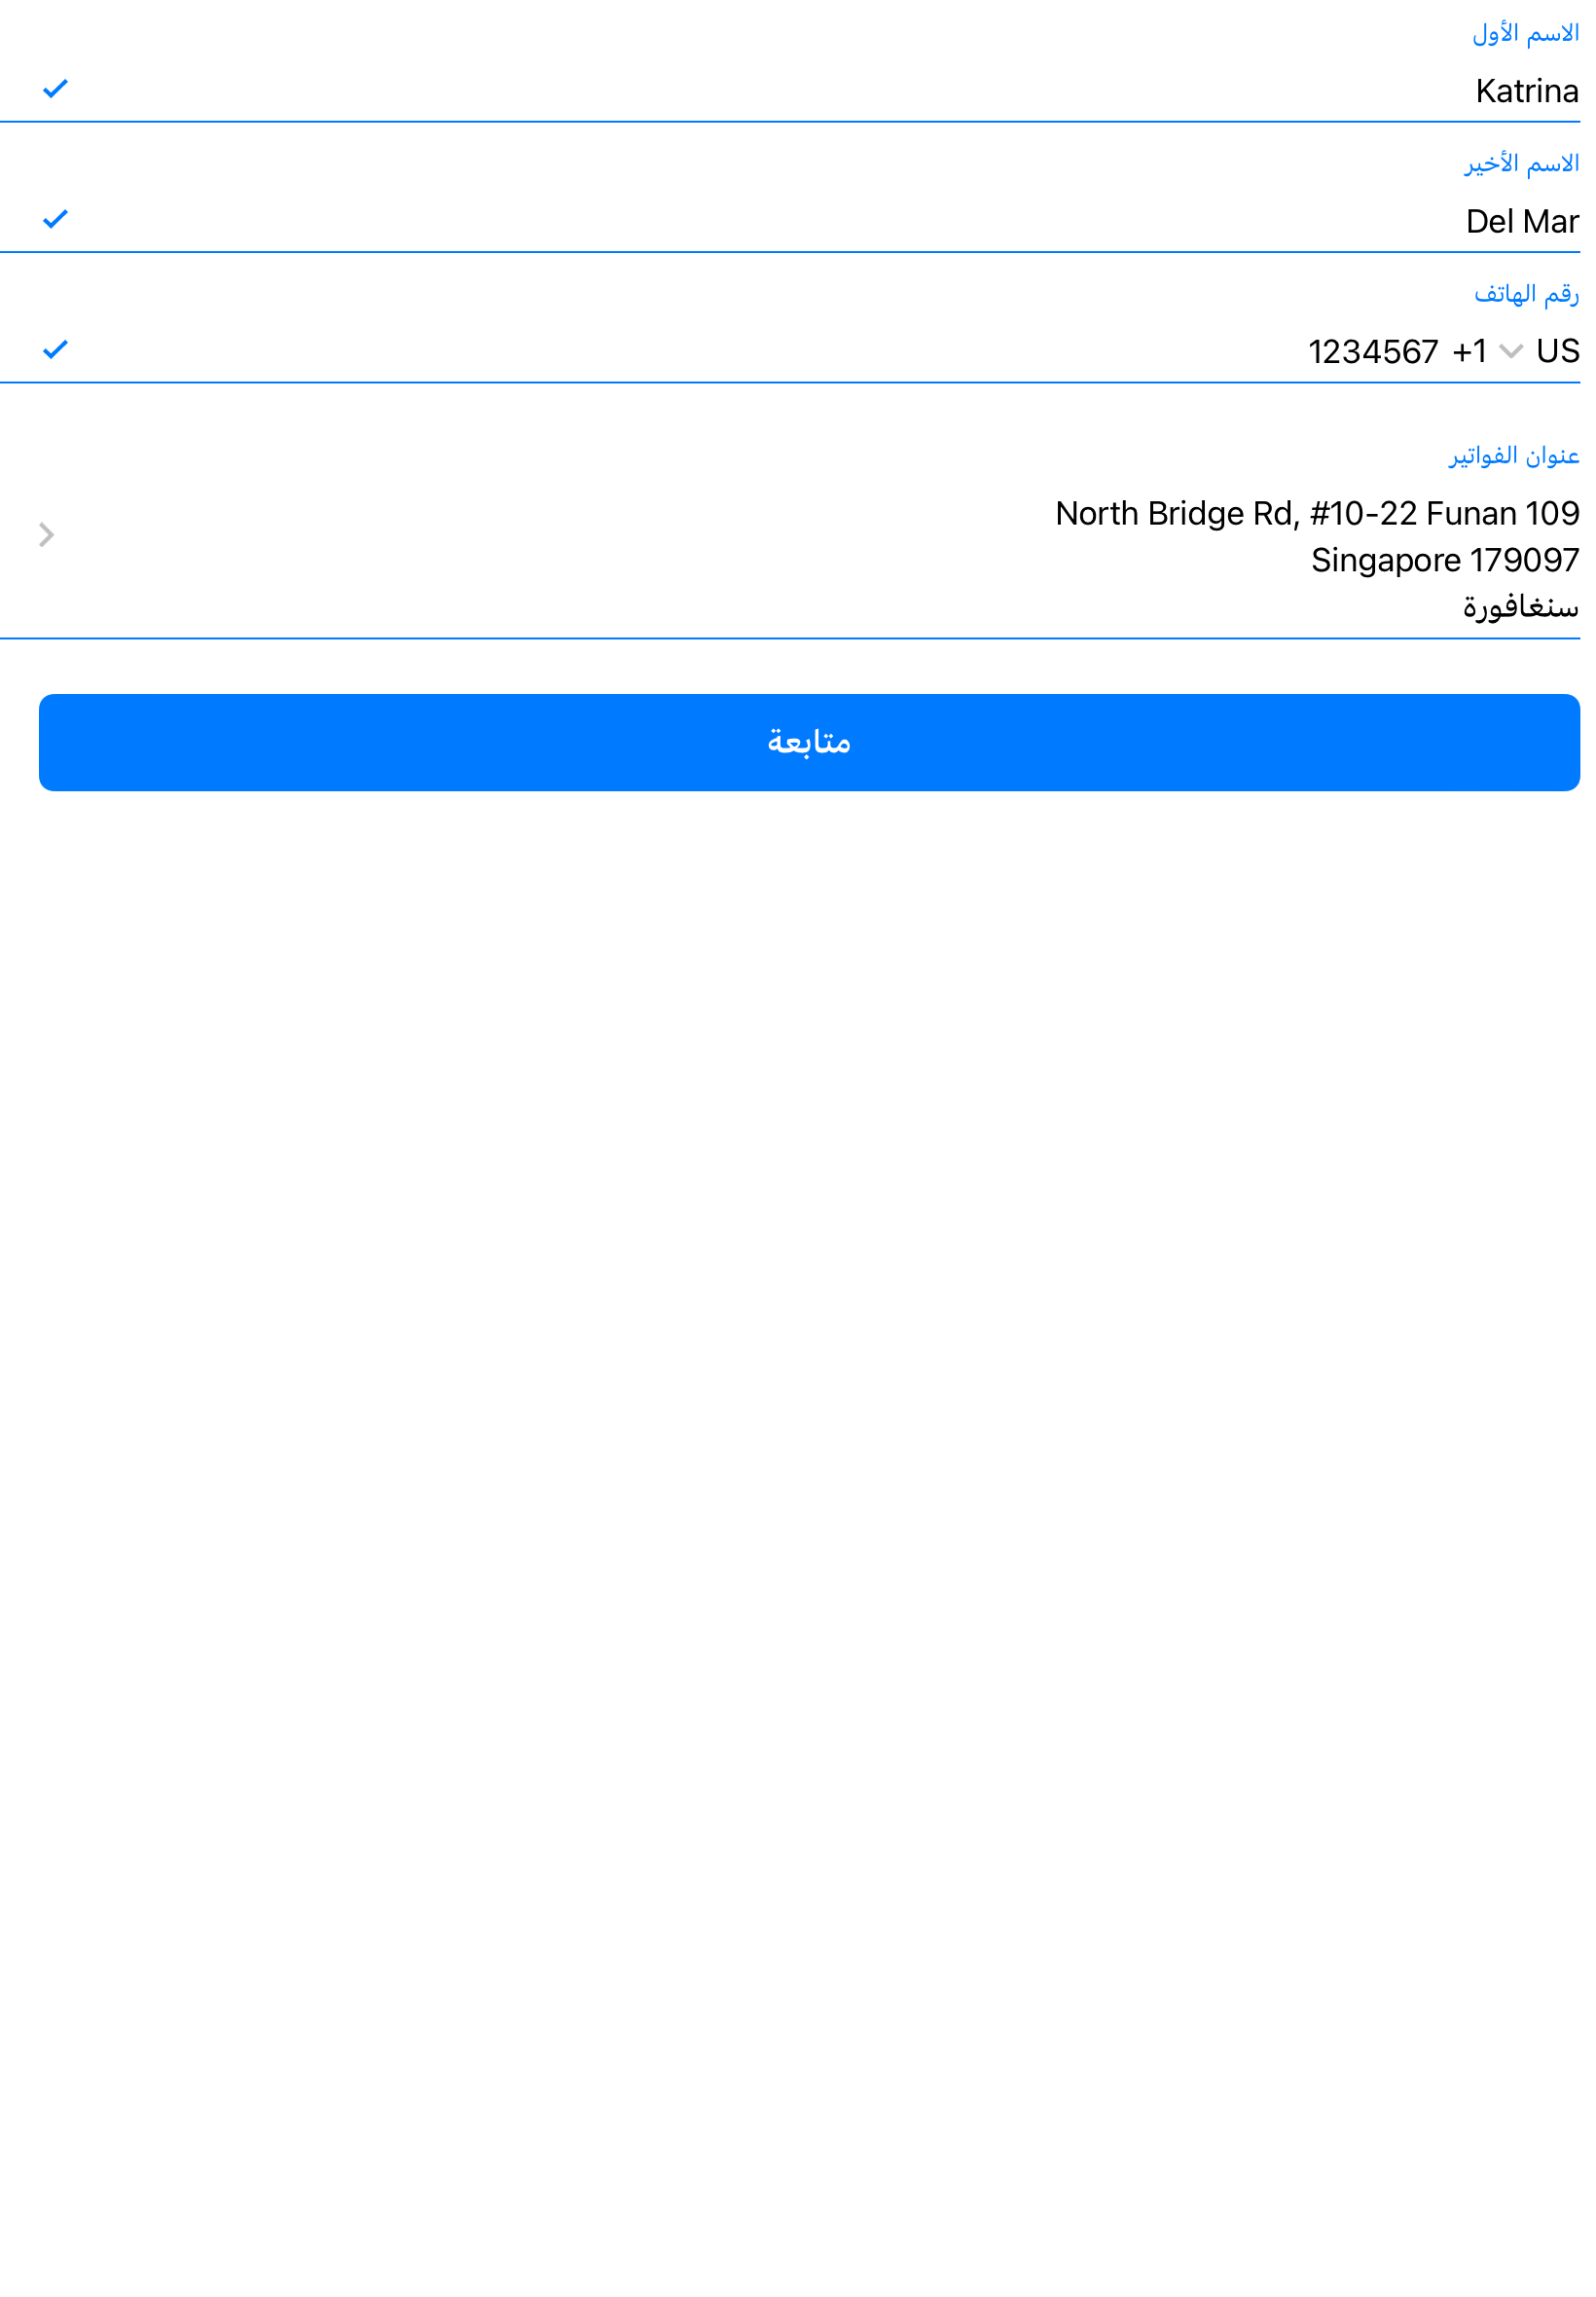 الاسم الأول
Katrina
الاسم الأخير
Del Mar
رقم الهاتف
US +1 1234567
عنوان الفواتير
North Bridge Rd, #10-22 Funan 109
Singapore 179097
سنغافورة
متابعة